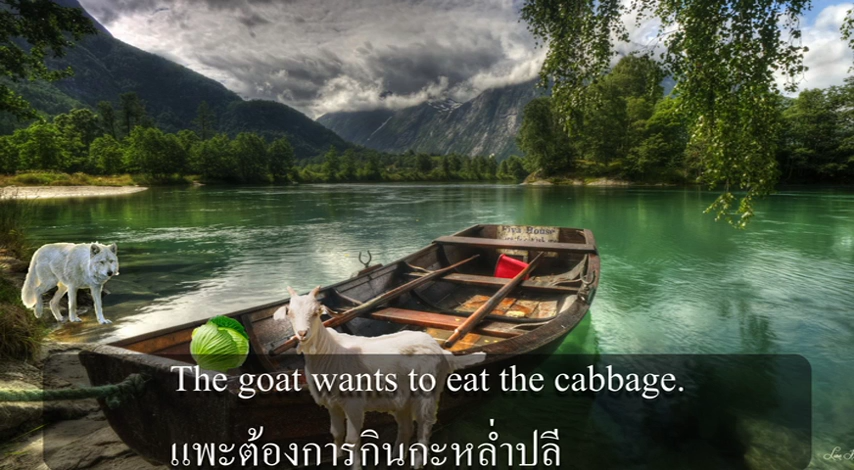 The goat wants to eat the cabbage.
แพะต้องการกินกะหล่ำปลี